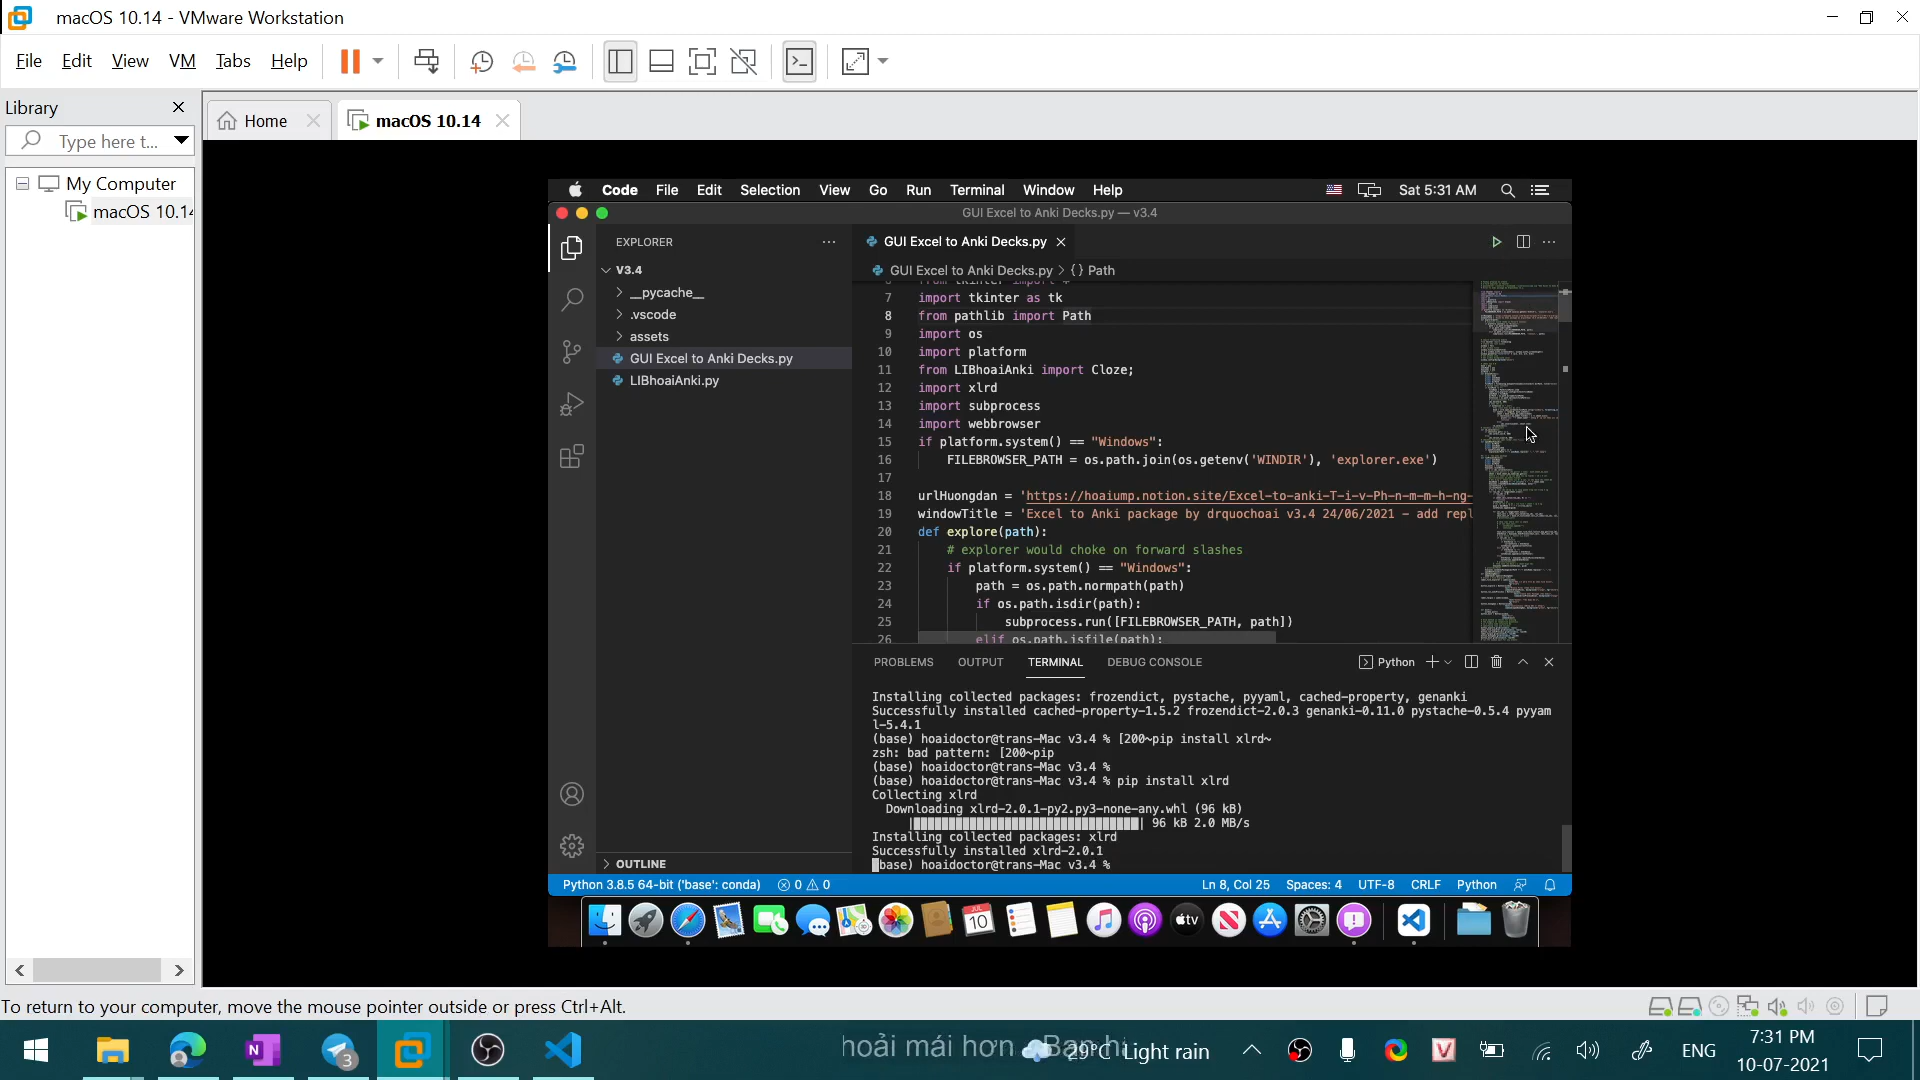 macOS 10.14 - VMware Workstation
File Edit View VM Tabs Help
Library
Type here t...
My Computer
macOS 10.14
Home
macOS 10.14
Code File Edit Selection View Go Run Terminal Window Help
Sat 5:31 AM
GUI Excel to Anki Decks.py — v3.4
EXPLORER
V3.4
__pycache__
.vscode
assets
GUI Excel to Anki Decks.py
LIBhoaiAnki.py
OUTLINE
GUI Excel to Anki Decks.py
GUI Excel to Anki Decks.py > {} Path
from tkinter import *
7 import tkinter as tk
8 from pathlib import Path
9 import os
10 import platform
11 from LIBhoaiAnki import Cloze;
12 import xlrd
13 import subprocess
14 import webbrowser
15 if platform.system() == "Windows":
16 FILEBROWSER_PATH = os.path.join(os.getenv('WINDIR'), 'explorer.exe')
17
18 urlHuongdan = 'https://hoaiump.notion.site/Excel-to-anki-T-i-v-Ph-n-m-m-h-ng-
19 windowTitle = 'Excel to Anki package by drquochoai v3.4 24/06/2021 - add repl
20 def explore(path):
21 # explorer would choke on forward slashes
22 if platform.system() == "Windows":
23 path = os.path.normpath(path)
24 if os.path.isdir(path):
25 subprocess.run([FILEBROWSER_PATH, path])
26 elif os.path.isfile(path):
PROBLEMS OUTPUT TERMINAL DEBUG CONSOLE
Python
Installing collected packages: frozendict, pystache, pyyaml, cached-property, genanki
Successfully installed cached-property-1.5.2 frozendict-2.0.3 genanki-0.11.0 pystache-0.5.4 pyyam
l-5.4.1
(base) hoaidoctor@trans-Mac v3.4 % [200~pip install xlrd~
zsh: bad pattern: [200~pip
(base) hoaidoctor@trans-Mac v3.4 %
(base) hoaidoctor@trans-Mac v3.4 % pip install xlrd
Collecting xlrd
Downloading xlrd-2.0.1-py2.py3-none-any.whl (96 kB)
| 96 kB 2.0 MB/s
Installing collected packages: xlrd
Successfully installed xlrd-2.0.1
base) hoaidoctor@trans-Mac v3.4 %
Python 3.8.5 64-bit ('base': conda) 0 0
Ln 8, Col 25 Spaces: 4 UTF-8 CRLF Python
JUL
10
tv
To return to your computer, move the mouse pointer outside or press Ctrl+Alt.
3
hoài mái hơn
29°C Light rain
ENG
7:31 PM
10-07-2021